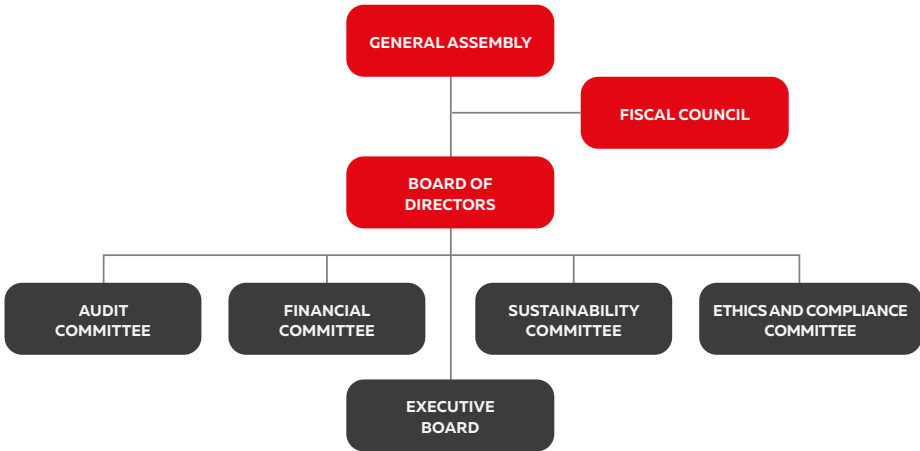 GENERAL ASSEMBLY
FISCAL COUNCIL
BOARD OF
DIRECTORS
AUDIT
COMMITTEE
FINANCIAL
COMMITTEE
SUSTAINABILITY
COMMITTEE
ETHICS AND COMPLIANCE
COMMITTEE
EXECUTIVE
BOARD